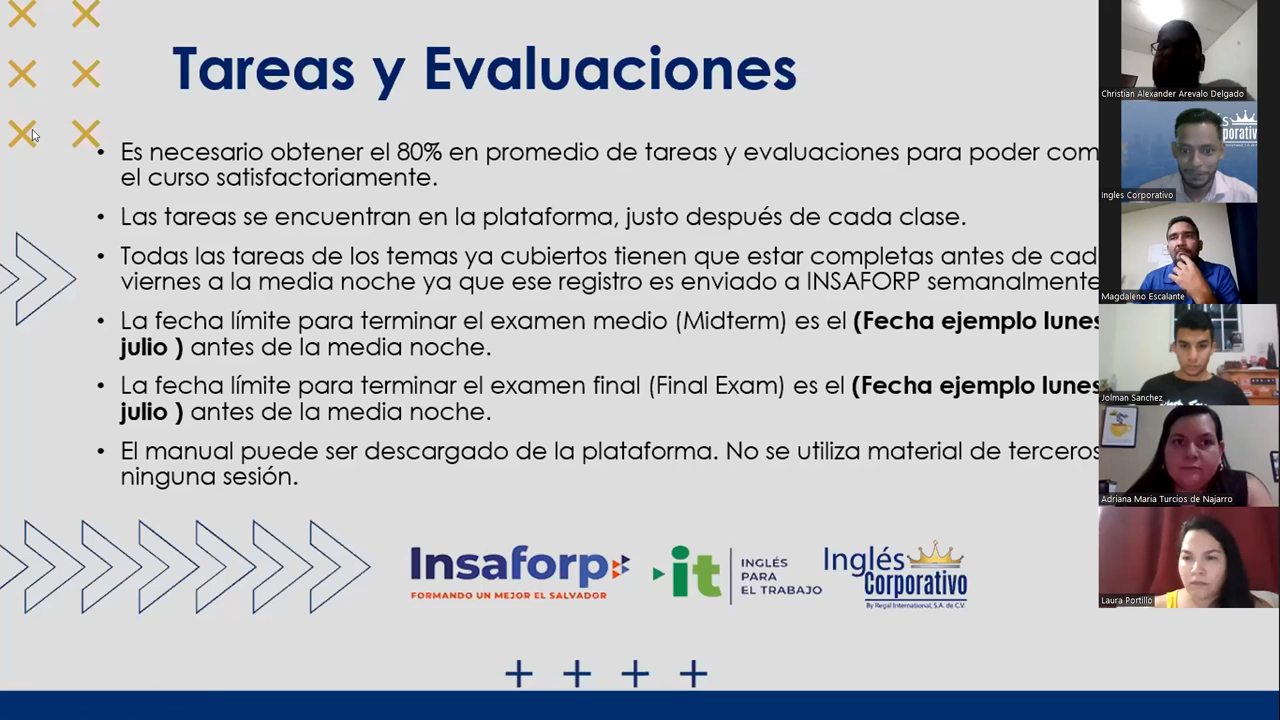 Tareas y Evaluaciones
• Es necesario obtener el 80% en promedio de tareas y evaluaciones para poder com
el curso satisfactoriamente.
• Las tareas se encuentran en la plataforma, justo después de cada clase.
• Todas las tareas de los temas ya cubiertos tienen que estar completas antes de cad
viernes a la media noche ya que ese registro es enviado a INSAFORP semanalmente
• La fecha límite para terminar el examen medio (Midterm) es el (Fecha ejemplo lunes
julio ) antes de la media noche.
• La fecha límite para terminar el examen final (Final Exam) es el (Fecha ejemplo lunes
julio ) antes de la media noche.
• El manual puede ser descargado de la plataforma. No se utiliza material de terceros
ninguna sesión.
Insaforp
FORMANDO UN MEJOR EL SALVADOR
it
INGLÉS
PARA
EL TRABAJO
Inglés
Corporativo
By Regal International, S.A. de C.V.
Christian Alexander Arevalo Delgado
Ingles Corporativo
Magdaleno Escalante
Jolman Sanchez
Adriana Maria Turcios de Najarro
Laura Portillo